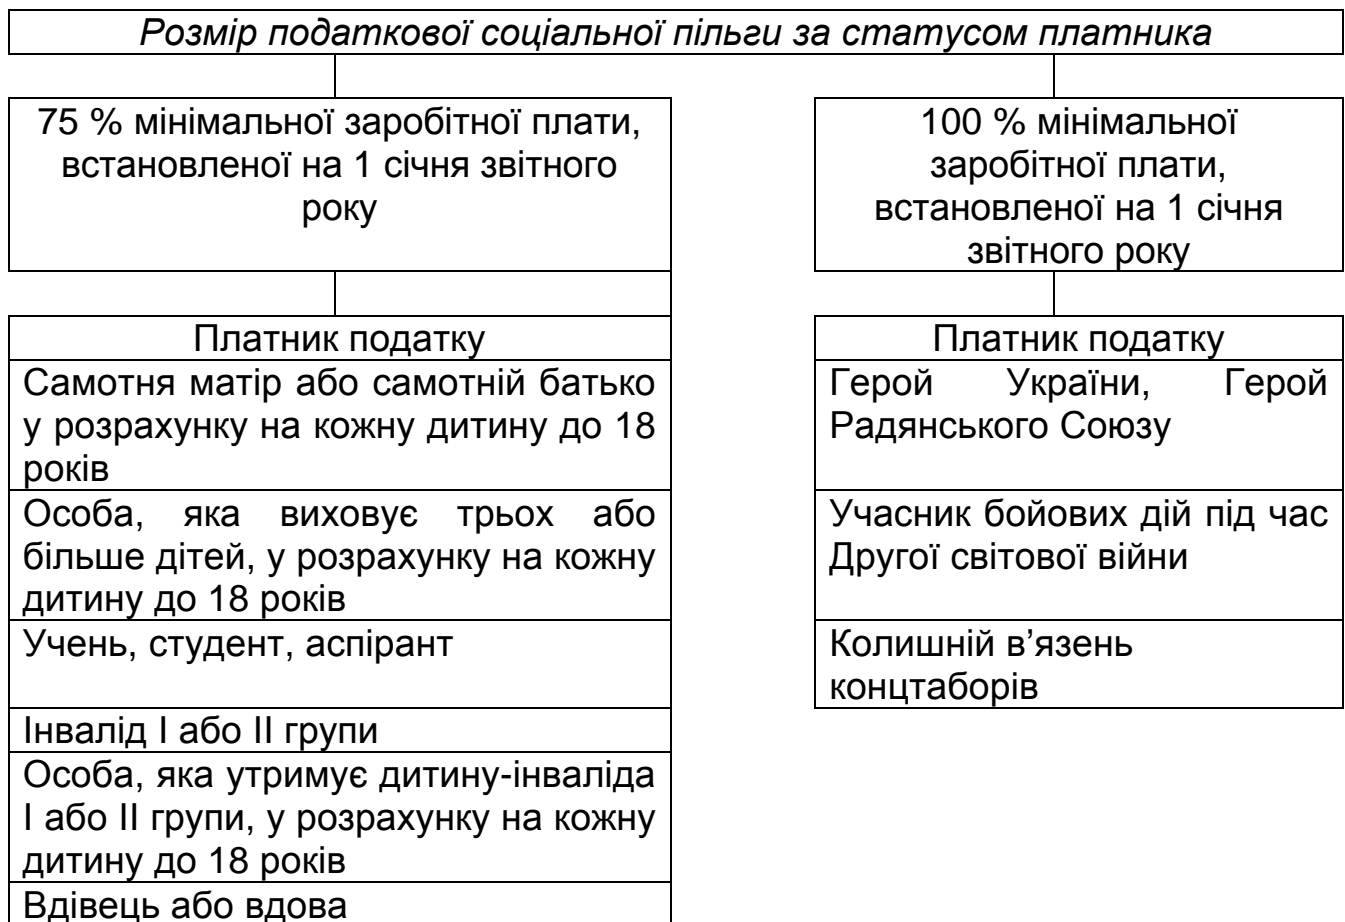 Розмір податкової соціальної пільги за статусом платника
75 % мінімальної заробітної плати,
встановленої на 1 січня звітного
року
100 % мінімальної
заробітної плати,
встановленої на 1 січня
звітного року
Платник податку
Самотня матір або самотній батько
у розрахунку на кожну дитину до 18
років
Особа, яка виховує трьох або
більше дітей, у розрахунку на кожну
дитину до 18 років
Учень, студент, аспірант
Інвалід І або ІІ групи
Особа, яка утримує дитину-інваліда
І або ІІ групи, у розрахунку на кожну
дитину до 18 років
Вдівець або вдова
Платник податку
Герой України, Герой
Радянського Союзу
Учасник бойових дій під час
Другої світової війни
Колишній в’язень
концтаборів